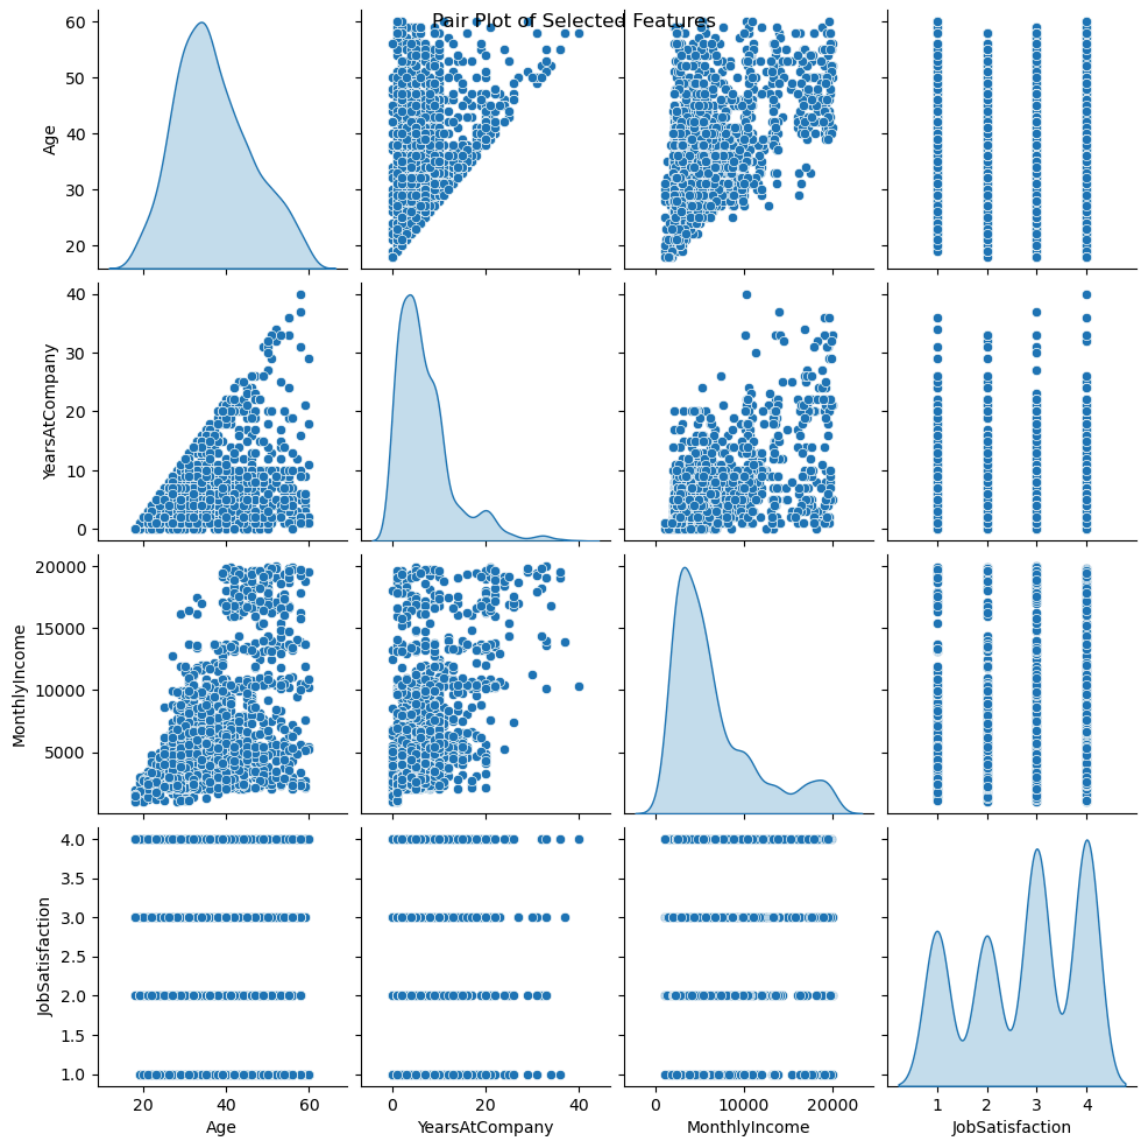 Pair Plot of Selected Features
60
50
40
30
20
Age
40
30
20
10
0
YearsAtCompany
20000
15000
10000
5000
MonthlyIncome
4.0
3.5
3.0
2.5
2.0
1.5
1.0
JobSatisfaction
20 40 60
Age
0 20 40
YearsAtCompany
0 10000 20000
MonthlyIncome
1 2 3 4
JobSatisfaction